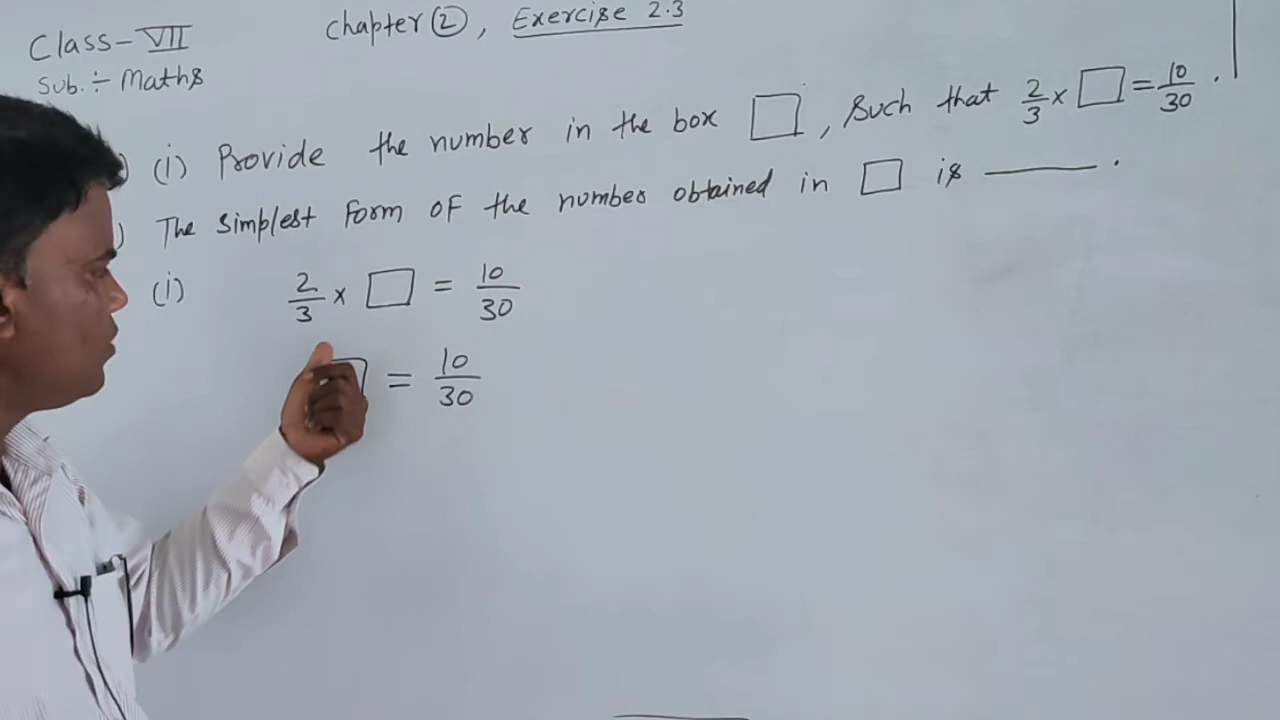 Class-VII
Chapter 2, Exercise 2.3
Sub. ÷ Maths
) (i) Provide the number in the box □, Such that 2/3 × □ = 10/30 .
) The simplest form of the number obtained in □ is ______ .
(i) 2/3 × □ = 10/30
□ = 10/30